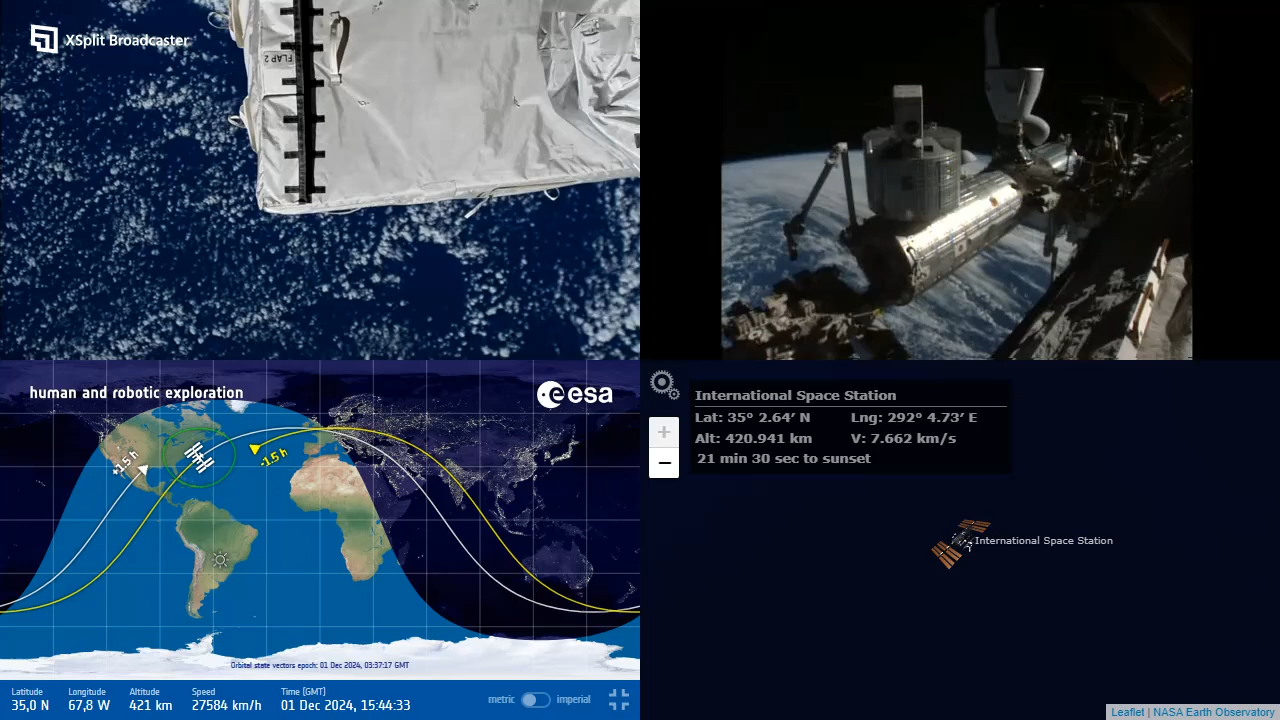 XSplit Broadcaster
FLAP 2
human and robotic exploration
esa
+1.5 h
-1.5 h
Orbital state vectors epoch: 01 Dec 2024, 03:37:17 GMT
Latitude
35,0 N
Longitude
67,8 W
Altitude
421 km
Speed
27584 km/h
Time (GMT)
01 Dec 2024, 15:44:33
metric
imperial
International Space Station
Lat: 35° 2.64′ N Lng: 292° 4.73′ E
Alt: 420.941 km V: 7.662 km/s
21 min 30 sec to sunset
+
−
International Space Station
Leaflet | NASA Earth Observatory